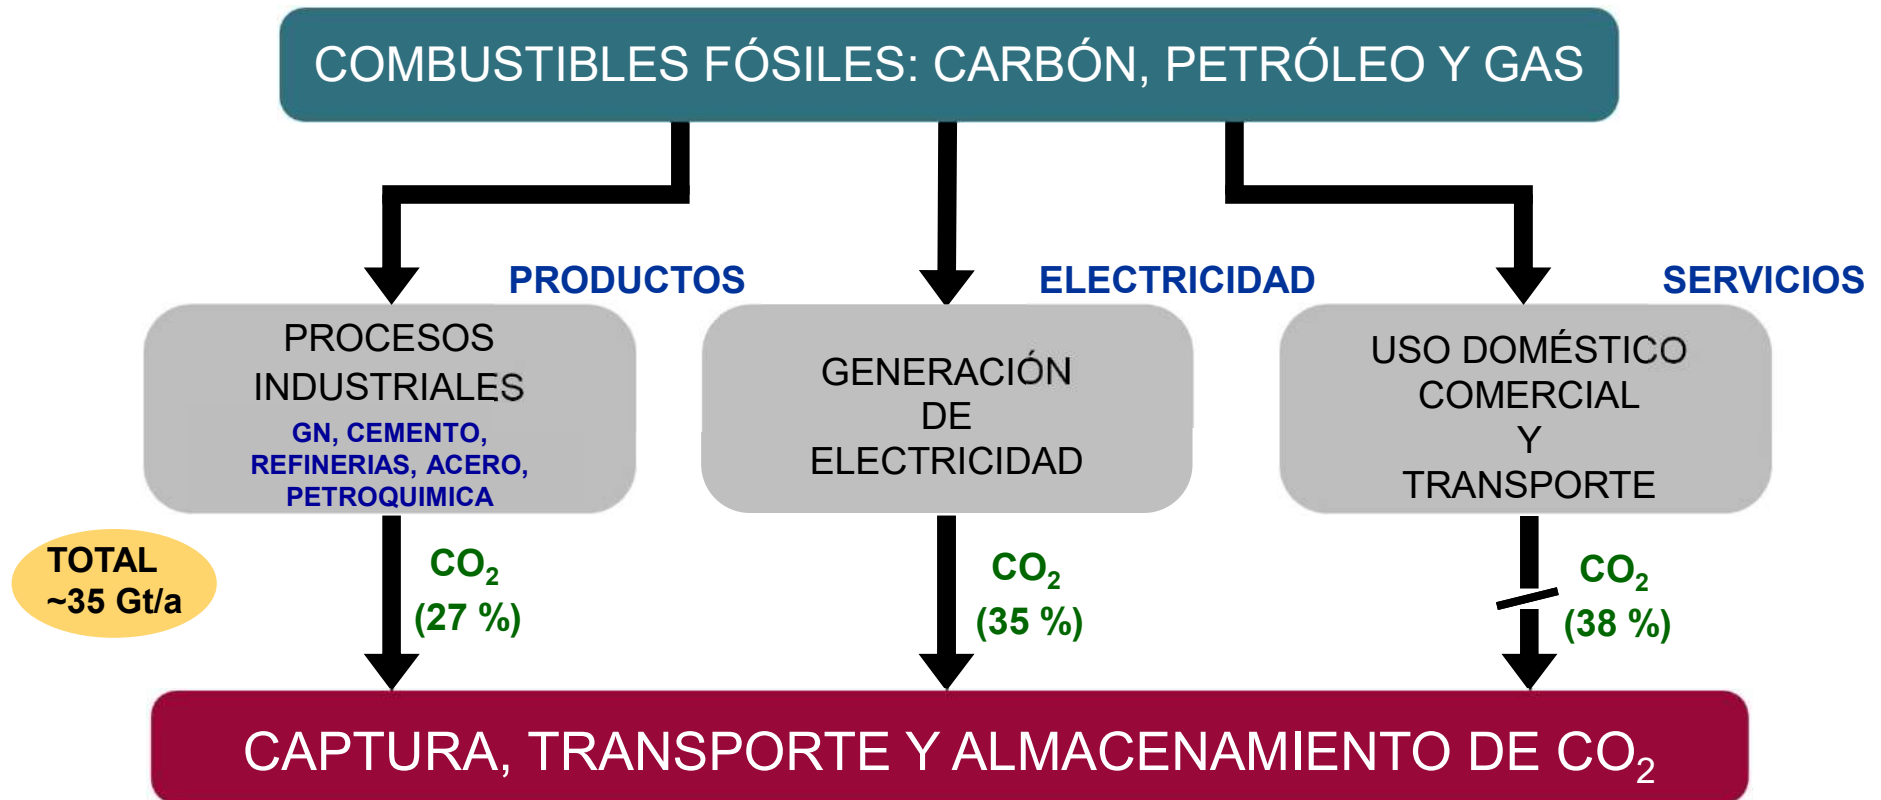 COMBUSTIBLES FÓSILES: CARBÓN, PETRÓLEO Y GAS
PRODUCTOS
ELECTRICIDAD
SERVICIOS
PROCESOS
INDUSTRIALES
GN, CEMENTO,
REFINERIAS, ACERO,
PETROQUIMICA
GENERACIÓN
DE
ELECTRICIDAD
USO DOMÉSTICO
COMERCIAL
Y
TRANSPORTE
TOTAL
~35 Gt/a
CO₂
(27 %)
CO₂
(35 %)
CO₂
(38 %)
CAPTURA, TRANSPORTE Y ALMACENAMIENTO DE CO₂